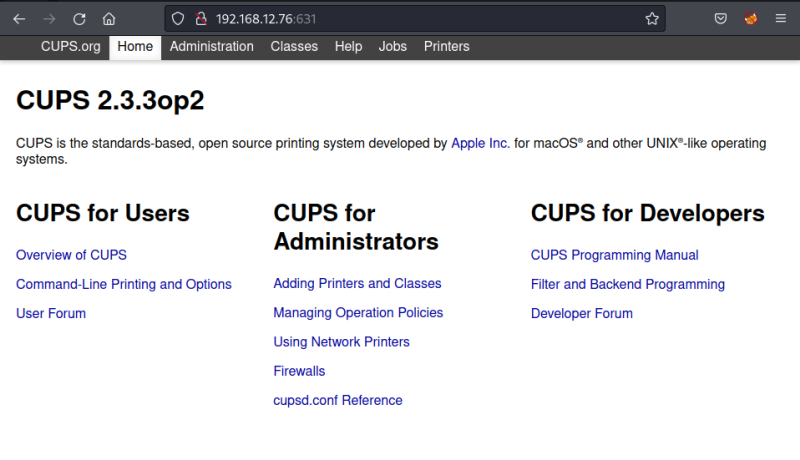 192.168.12.76:631
CUPS.org Home Administration Classes Help Jobs Printers
CUPS 2.3.3op2
CUPS is the standards-based, open source printing system developed by Apple Inc. for macOS® and other UNIX®-like operating
systems.
CUPS for Users
Overview of CUPS
Command-Line Printing and Options
User Forum
CUPS for
Administrators
Adding Printers and Classes
Managing Operation Policies
Using Network Printers
Firewalls
cupsd.conf Reference
CUPS for Developers
CUPS Programming Manual
Filter and Backend Programming
Developer Forum